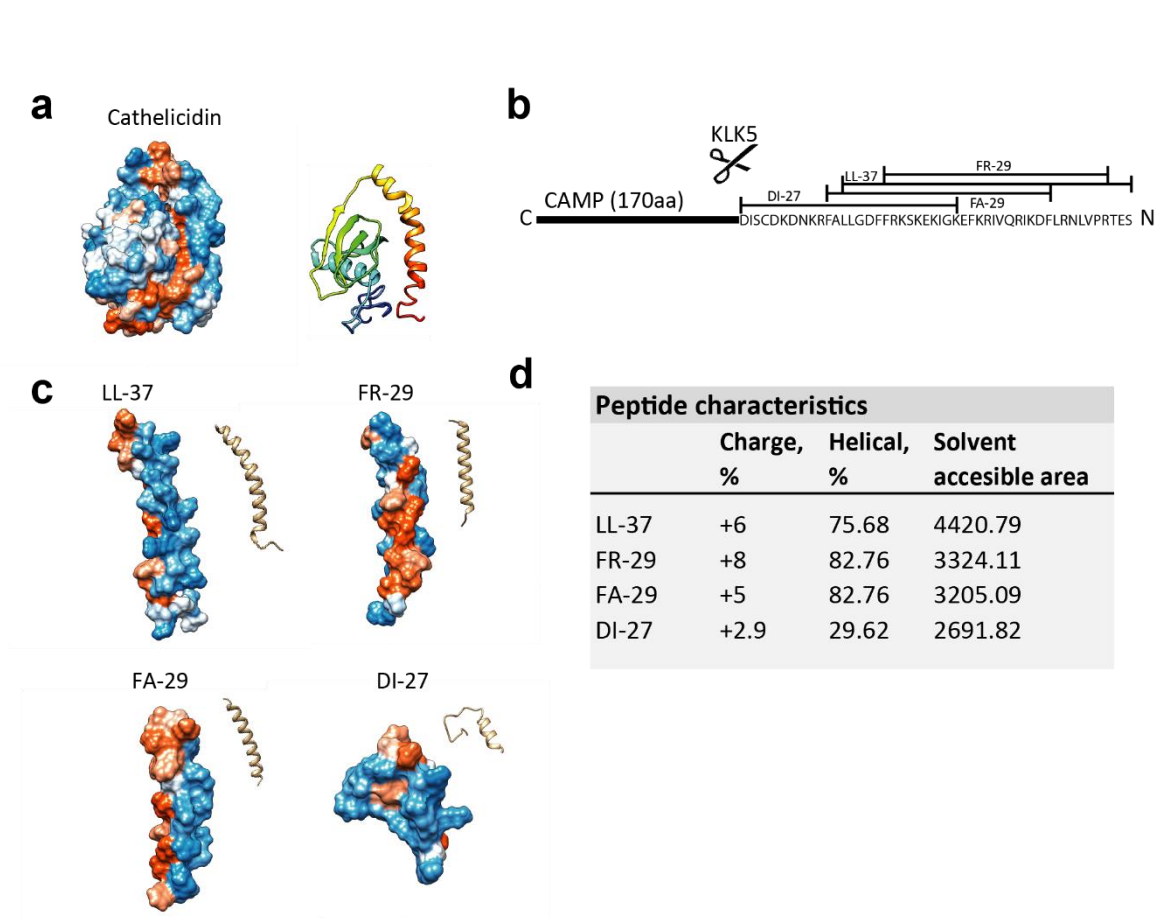 a
Cathelicidin
b
KLK5
FR-29
LL-37
DI-27
FA-29
C CAMP (170aa) DISCDKDNKRFALLGDFFRKSKEKIGKEFKRIVQRIKDFLRNLVPRTES N
c
LL-37
FR-29
FA-29
DI-27
d
Peptide characteristics
Charge, % Helical, % Solvent accesible area
LL-37 +6 75.68 4420.79
FR-29 +8 82.76 3324.11
FA-29 +5 82.76 3205.09
DI-27 +2.9 29.62 2691.82